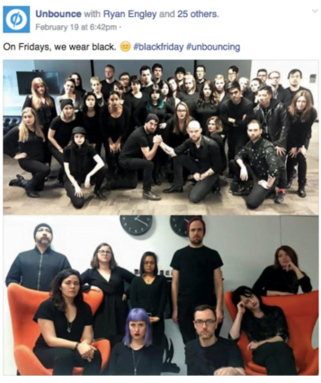 Unbounce with Ryan Engley and 25 others.
February 19 at 6:42pm ·
On Fridays, we wear black. 😊 #blackfriday #unbouncing